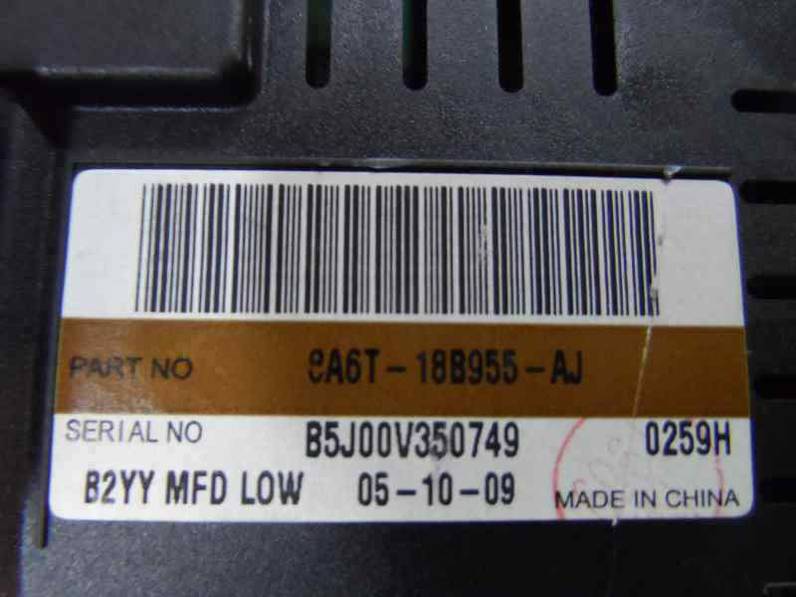 PART NO 8A6T-18B955-AJ
SERIAL NO B5J00V350749 0259H
B2YY MFD LOW 05-10-09 MADE IN CHINA